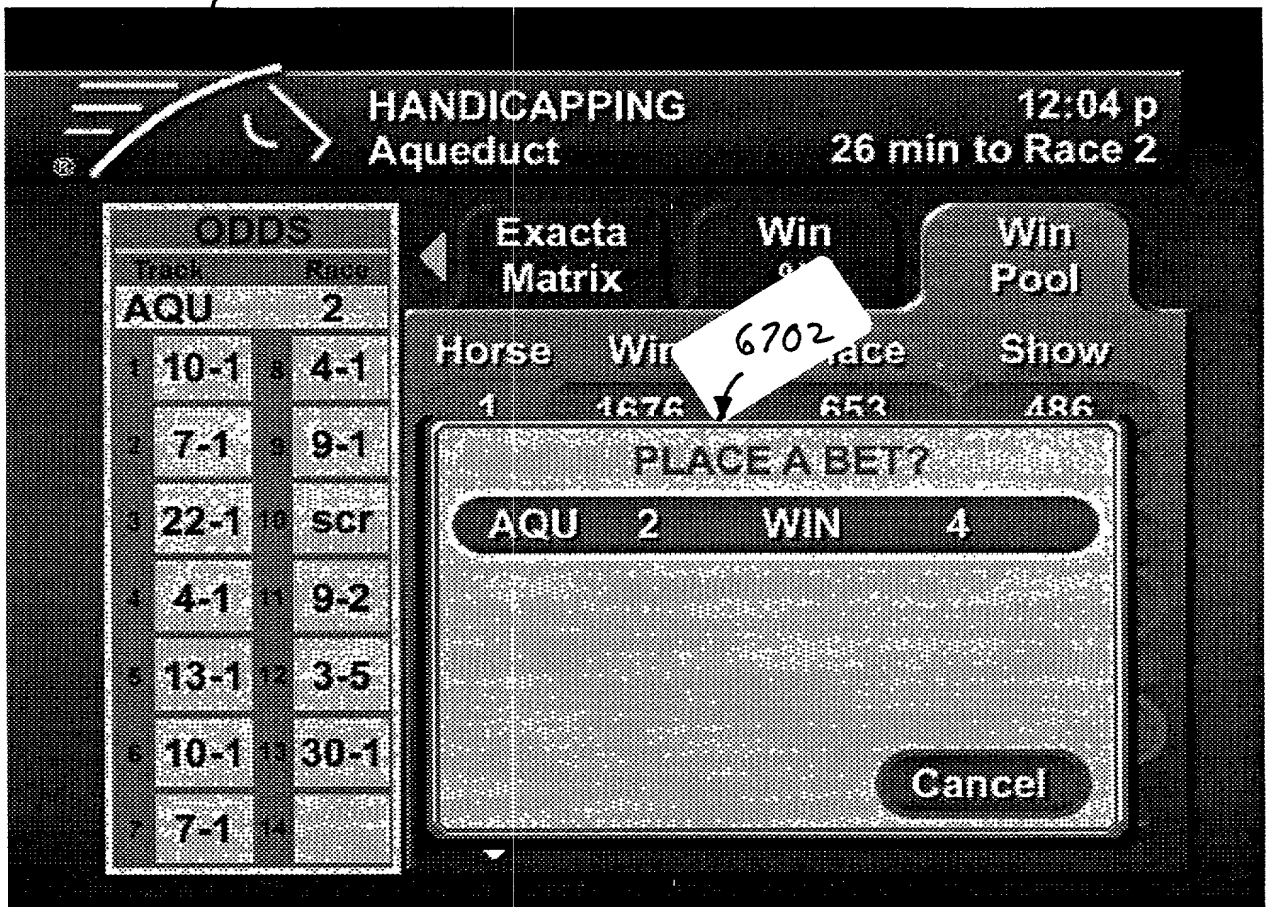 HANDICAPPING
Aqueduct
12:04 p
26 min to Race 2
®
ODDS
Track Race
AQU 2
1 10-1 8 4-1
2 7-1 9 9-1
3 22-1 10 scr
4 4-1 11 9-2
5 13-1 12 3-5
6 10-1 13 30-1
7 7-1 14
Exacta
Matrix
Win
Win
Pool
6702
Horse Show
1 1676 653 486
PLACE A BET?
AQU 2 WIN 4
Cancel